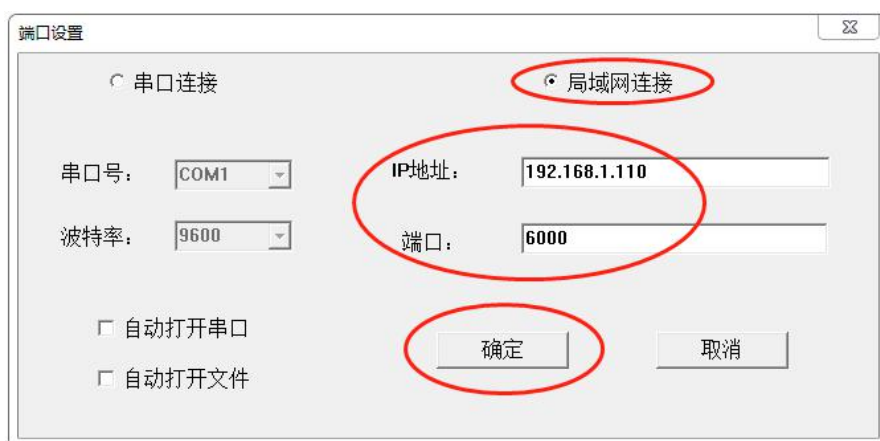 端口设置
串口连接 局域网连接
串口号： COM1 IP地址： 192.168.1.110
波特率： 9600 端口： 6000
自动打开串口 确定 取消
自动打开文件